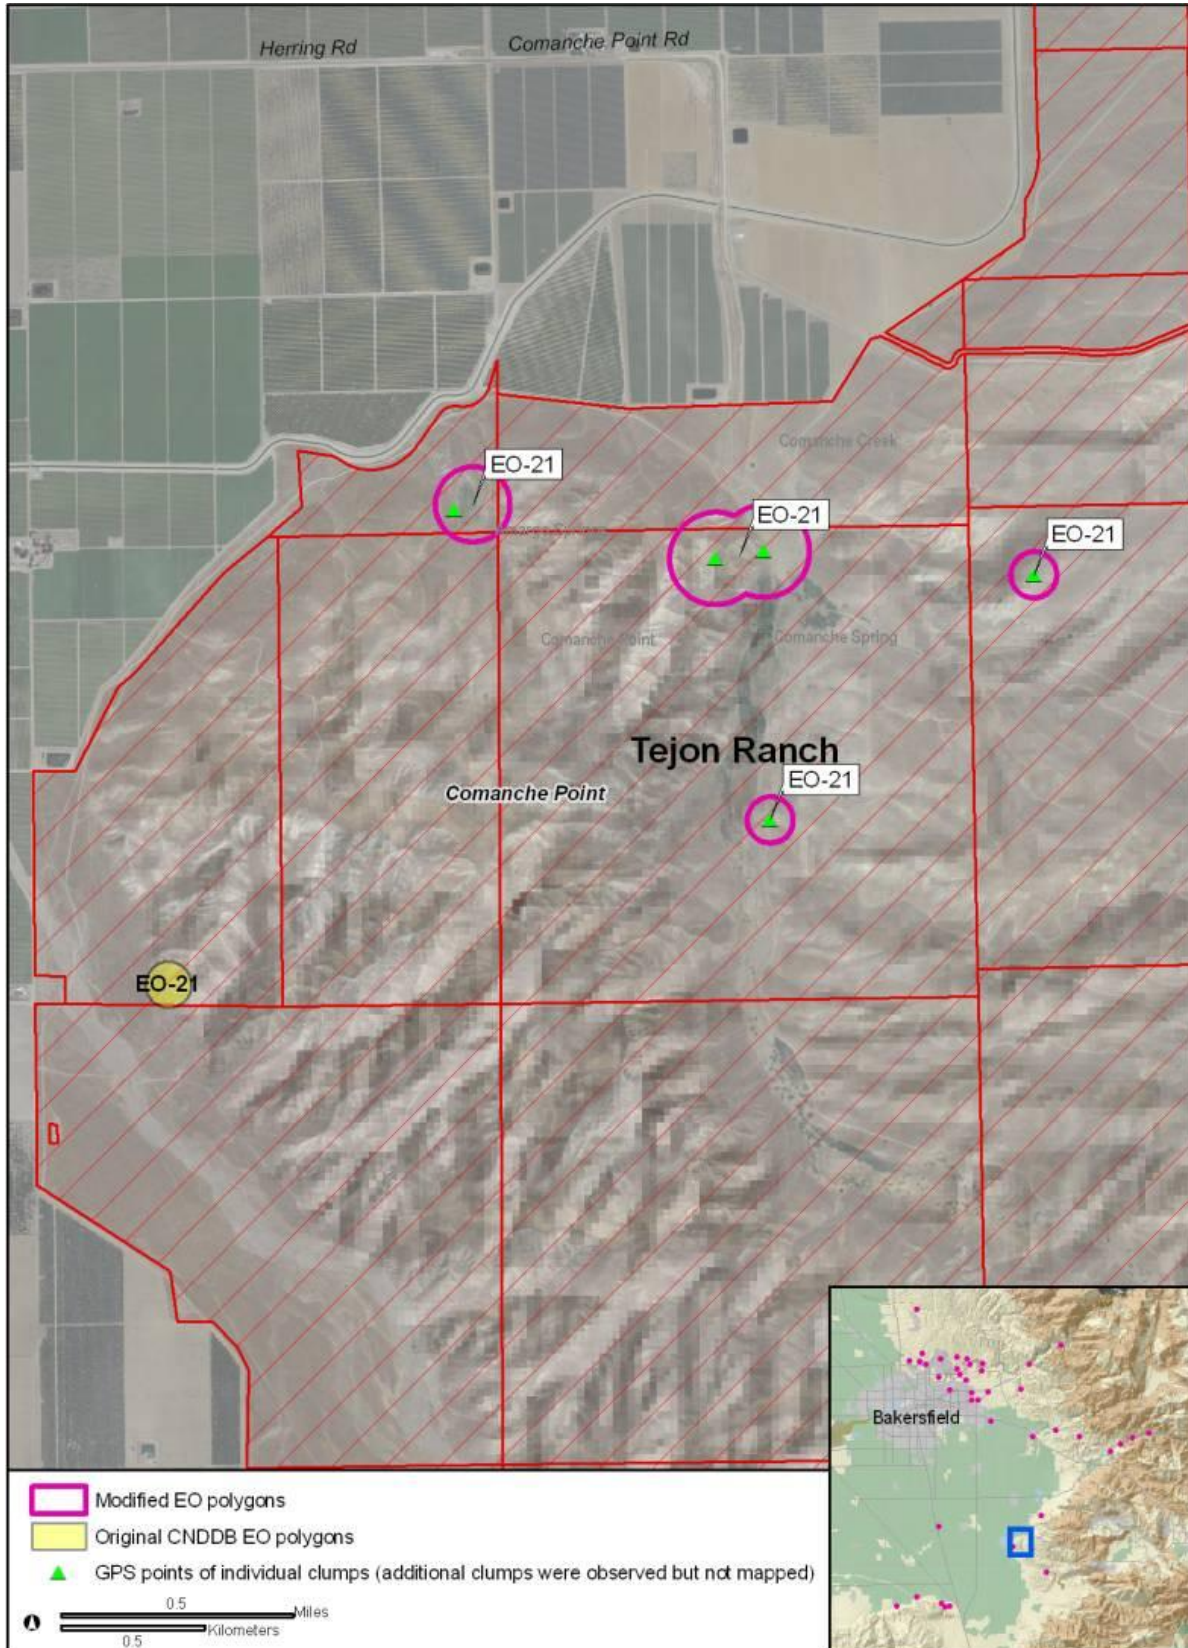 Herring Rd
Comanche Point Rd
Comanche Creek
EO-21
EO-21
EO-21
Comanche Point
Comanche Spring
Tejon Ranch
EO-21
Comanche Point
EO-21
Bakersfield
Modified EO polygons
Original CNDDB EO polygons
GPS points of individual clumps (additional clumps were observed but not mapped)
0.5
Miles
Kilometers
0.5